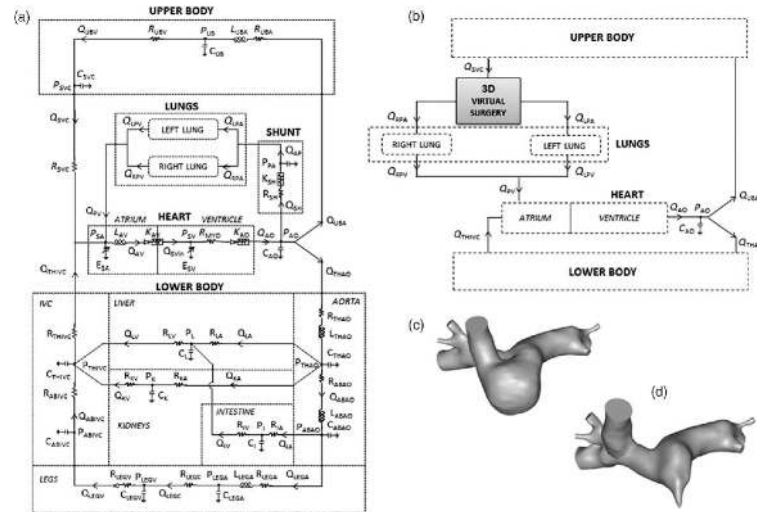 (a)
UPPER BODY
Q_UBV R_UBV P_UB L_UBA R_UBA
C_UB
C_SVC
P_SVC
Q_SVC
R_SVC
LUNGS
Q_LPV LEFT LUNG Q_LPA
RIGHT LUNG
Q_RPV Q_RPA
SHUNT
Q_LP
P_PA
K_SH
R_SH
Q_SH
Q_PV
HEART
ATRIUM VENTRICLE
P_SA L_AV K_AV P_SV R_MYO K_AO Q_AO P_AO
Q_AV Q_SVin
E_SA E_SV C_AO
Q_UBA
Q_THIVC
Q_THAO
LOWER BODY
IVC LIVER AORTA
R_THIVC
Q_LV R_LV P_L R_LA Q_LA
C_L
R_THAO
L_THAO
C_THIVC P_THIVC P_THAO C_THAO
R_KV P_K R_KA Q_KA
Q_KV C_K
R_ABIVC
Q_ABIVC
P_ABIVC
C_ABIVC
KIDNEYS
INTESTINE
R_IV P_I R_IA P_ABAO
Q_IV C_I Q_IA
R_ABAO
Q_ABAO
L_ABAO
C_ABAO
LEGS
R_LEGV P_LEGV P_LEGA L_LEGA R_LEGA Q_LEGA
Q_LEGV C_LEGV Q_LEGC C_LEGA
(b)
UPPER BODY
Q_SVC
3D
VIRTUAL
SURGERY
Q_RPA Q_LPA
RIGHT LUNG LEFT LUNG
LUNGS
Q_RPV Q_LPV
Q_PV
HEART
ATRIUM VENTRICLE
Q_AO P_AO
C_AO
Q_UBA
Q_THIVC
LOWER BODY
(c)
(d)